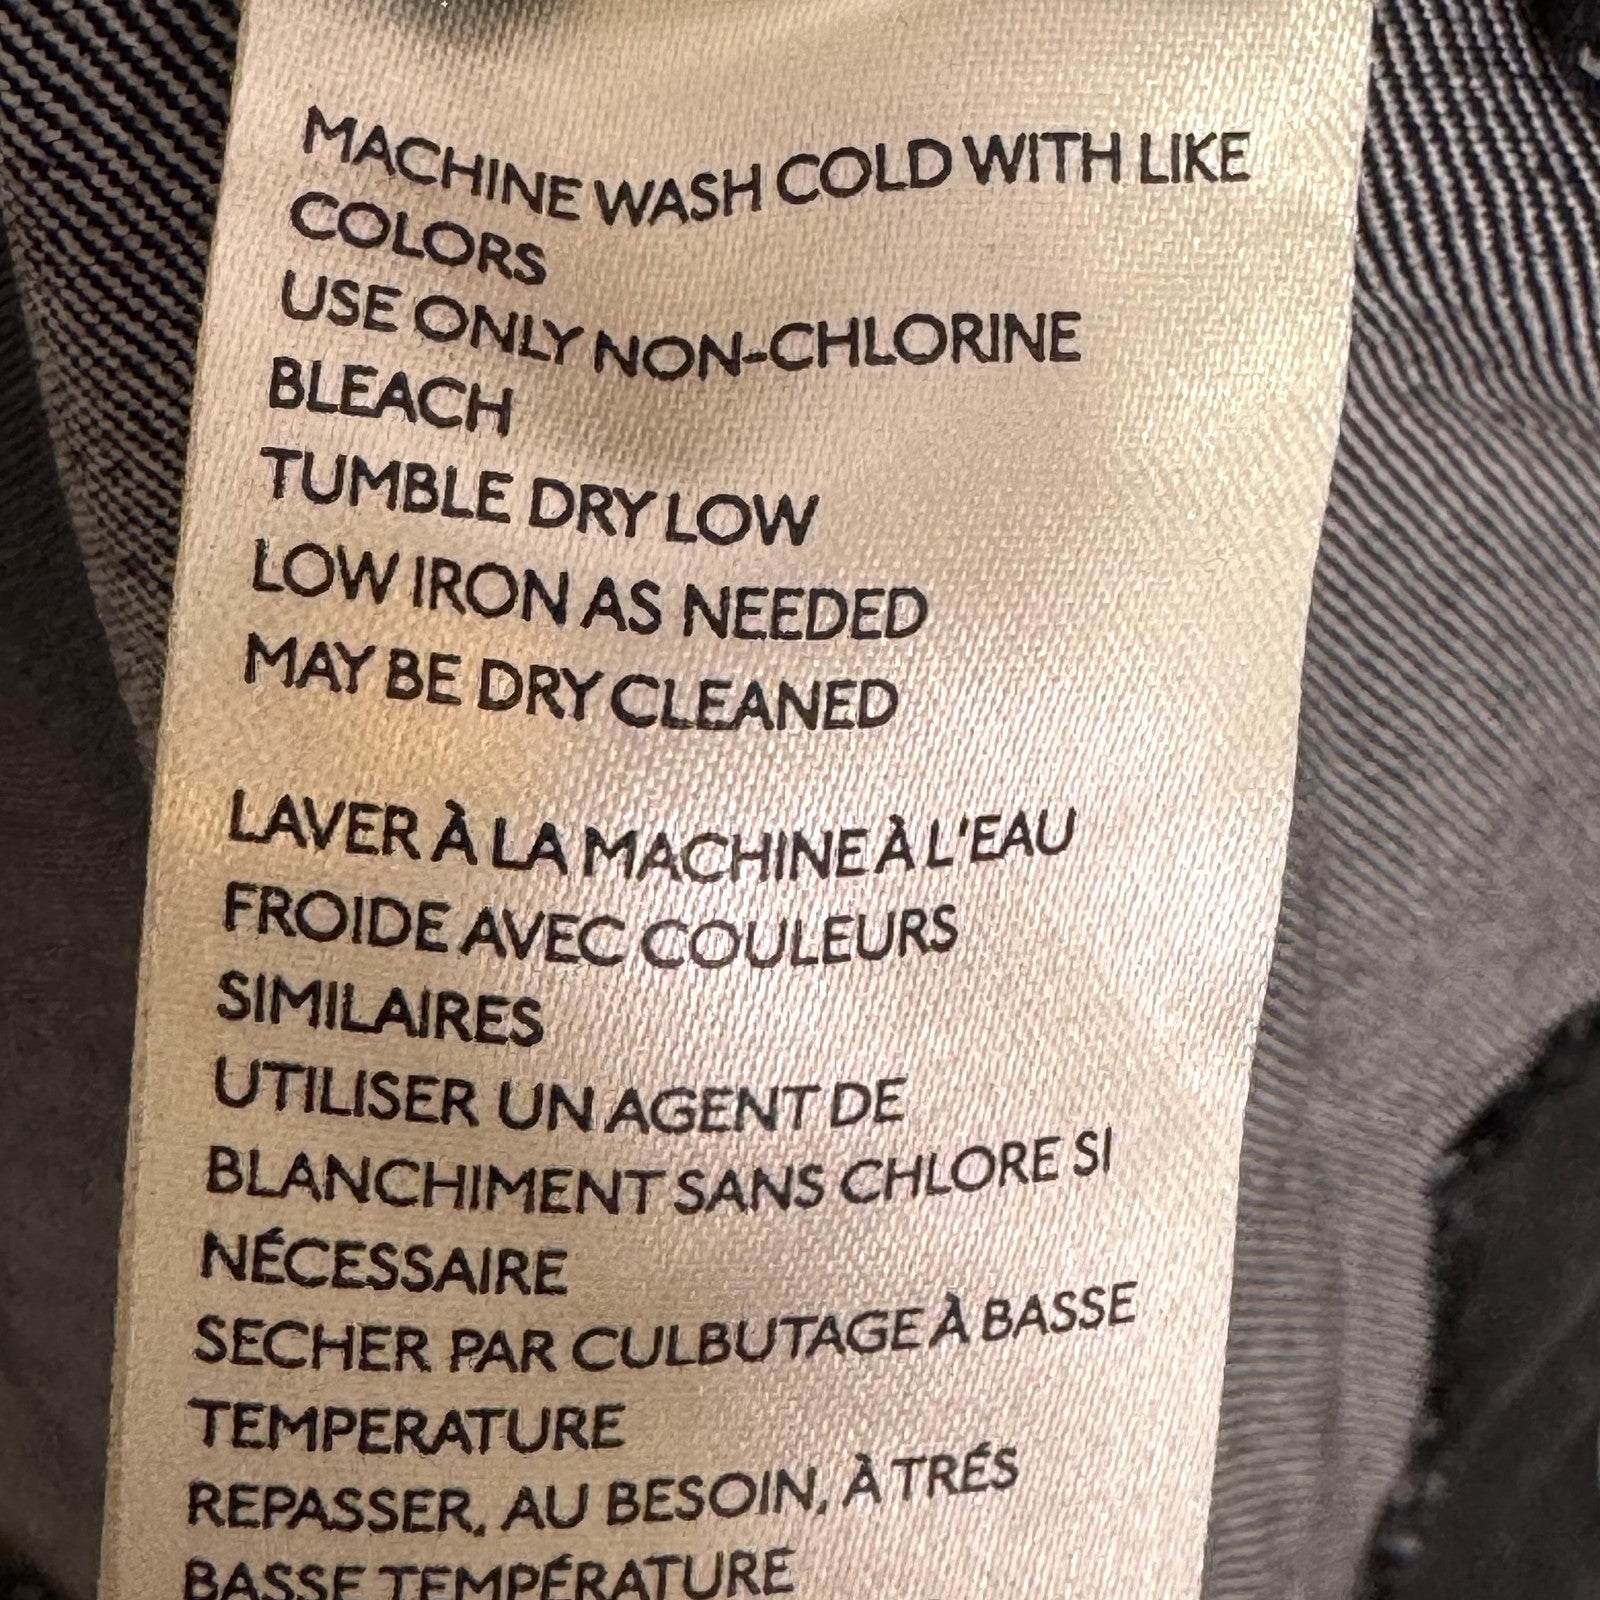 MACHINE WASH COLD WITH LIKE
COLORS
USE ONLY NON-CHLORINE
BLEACH
TUMBLE DRY LOW
LOW IRON AS NEEDED
MAY BE DRY CLEANED
LAVER À LA MACHINE À L'EAU
FROIDE AVEC COULEURS
SIMILAIRES
UTILISER UN AGENT DE
BLANCHIMENT SANS CHLORE SI
NÉCESSAIRE
SECHER PAR CULBUTAGE À BASSE
TEMPERATURE
REPASSER, AU BESOIN, À TRÉS
BASSE TEMPÉRATURE